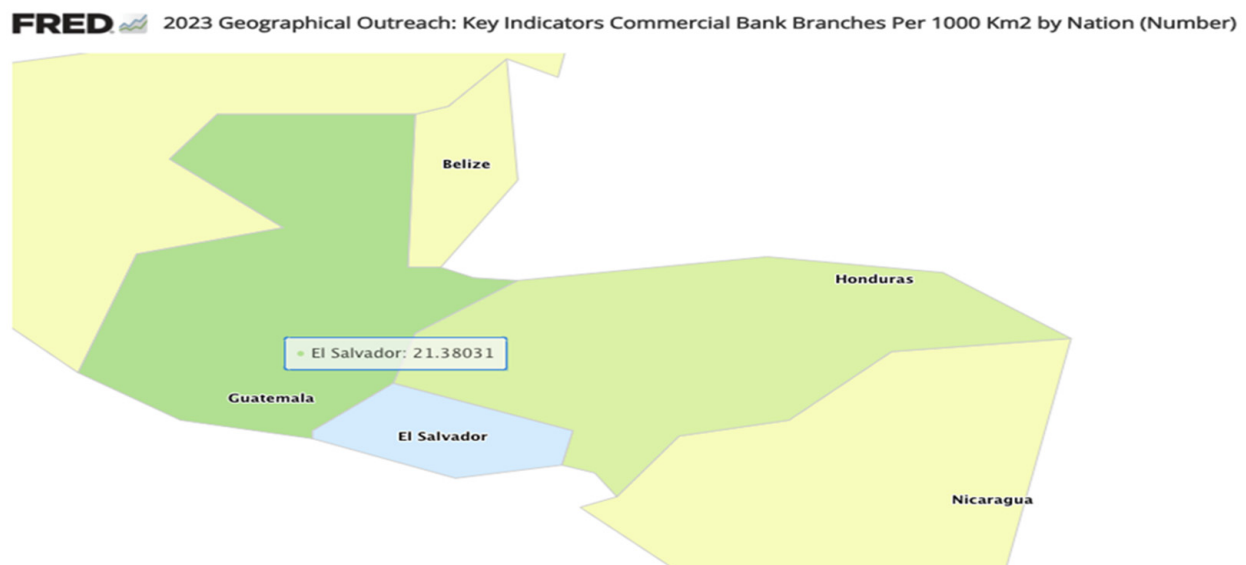 FRED 2023 Geographical Outreach: Key Indicators Commercial Bank Branches Per 1000 Km2 by Nation (Number)
Belize
Honduras
El Salvador: 21.38031
Guatemala
El Salvador
Nicaragua